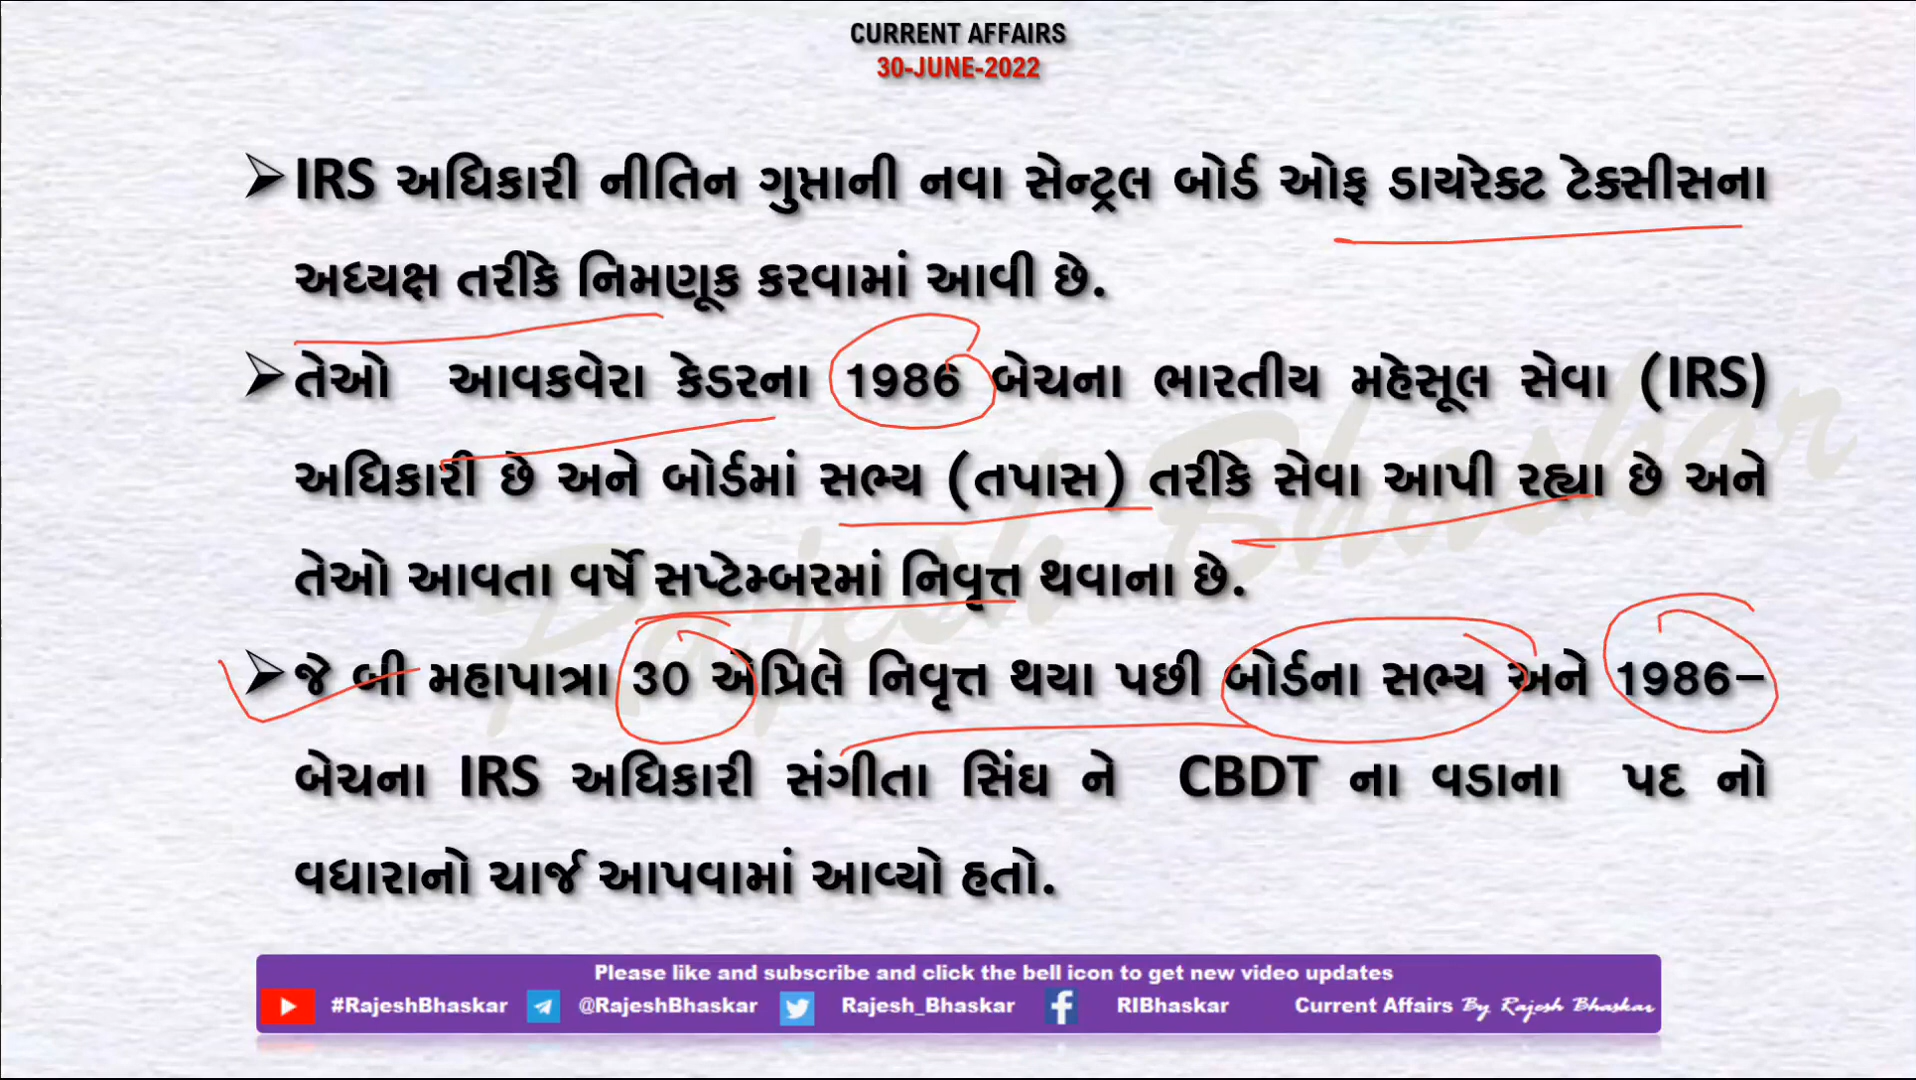 CURRENT AFFAIRS
30-JUNE-2022
IRS અધિકારી નીતિન ગુપ્તાની નવા સેન્ટ્રલ બોર્ડ ઓફ ડાયરેક્ટ ટેક્સીસના
અધ્યક્ષ તરીકે નિમણૂક કરવામાં આવી છે.
તેઓ આવકવેરા કેડરના 1986 બેચના ભારતીય મહેસૂલ સેવા (IRS)
અધિકારી છે અને બોર્ડમાં સભ્ય (તપાસ) તરીકે સેવા આપી રહ્યા છે અને
તેઓ આવતા વર્ષે સપ્ટેમ્બરમાં નિવૃત્ત થવાના છે.
જે બી મહાપાત્રા 30 એપ્રિલે નિવૃત્ત થયા પછી બોર્ડના સભ્ય અને 1986–
બેચના IRS અધિકારી સંગીતા સિંઘ ને CBDT ના વડાના પદ નો
વધારાનો ચાર્જ આપવામાં આવ્યો હતો.
Rajesh Bhaskar
Please like and subscribe and click the bell icon to get new video updates
#RajeshBhaskar @RajeshBhaskar Rajesh_Bhaskar RIBhaskar Current Affairs By Rajesh Bhaskar